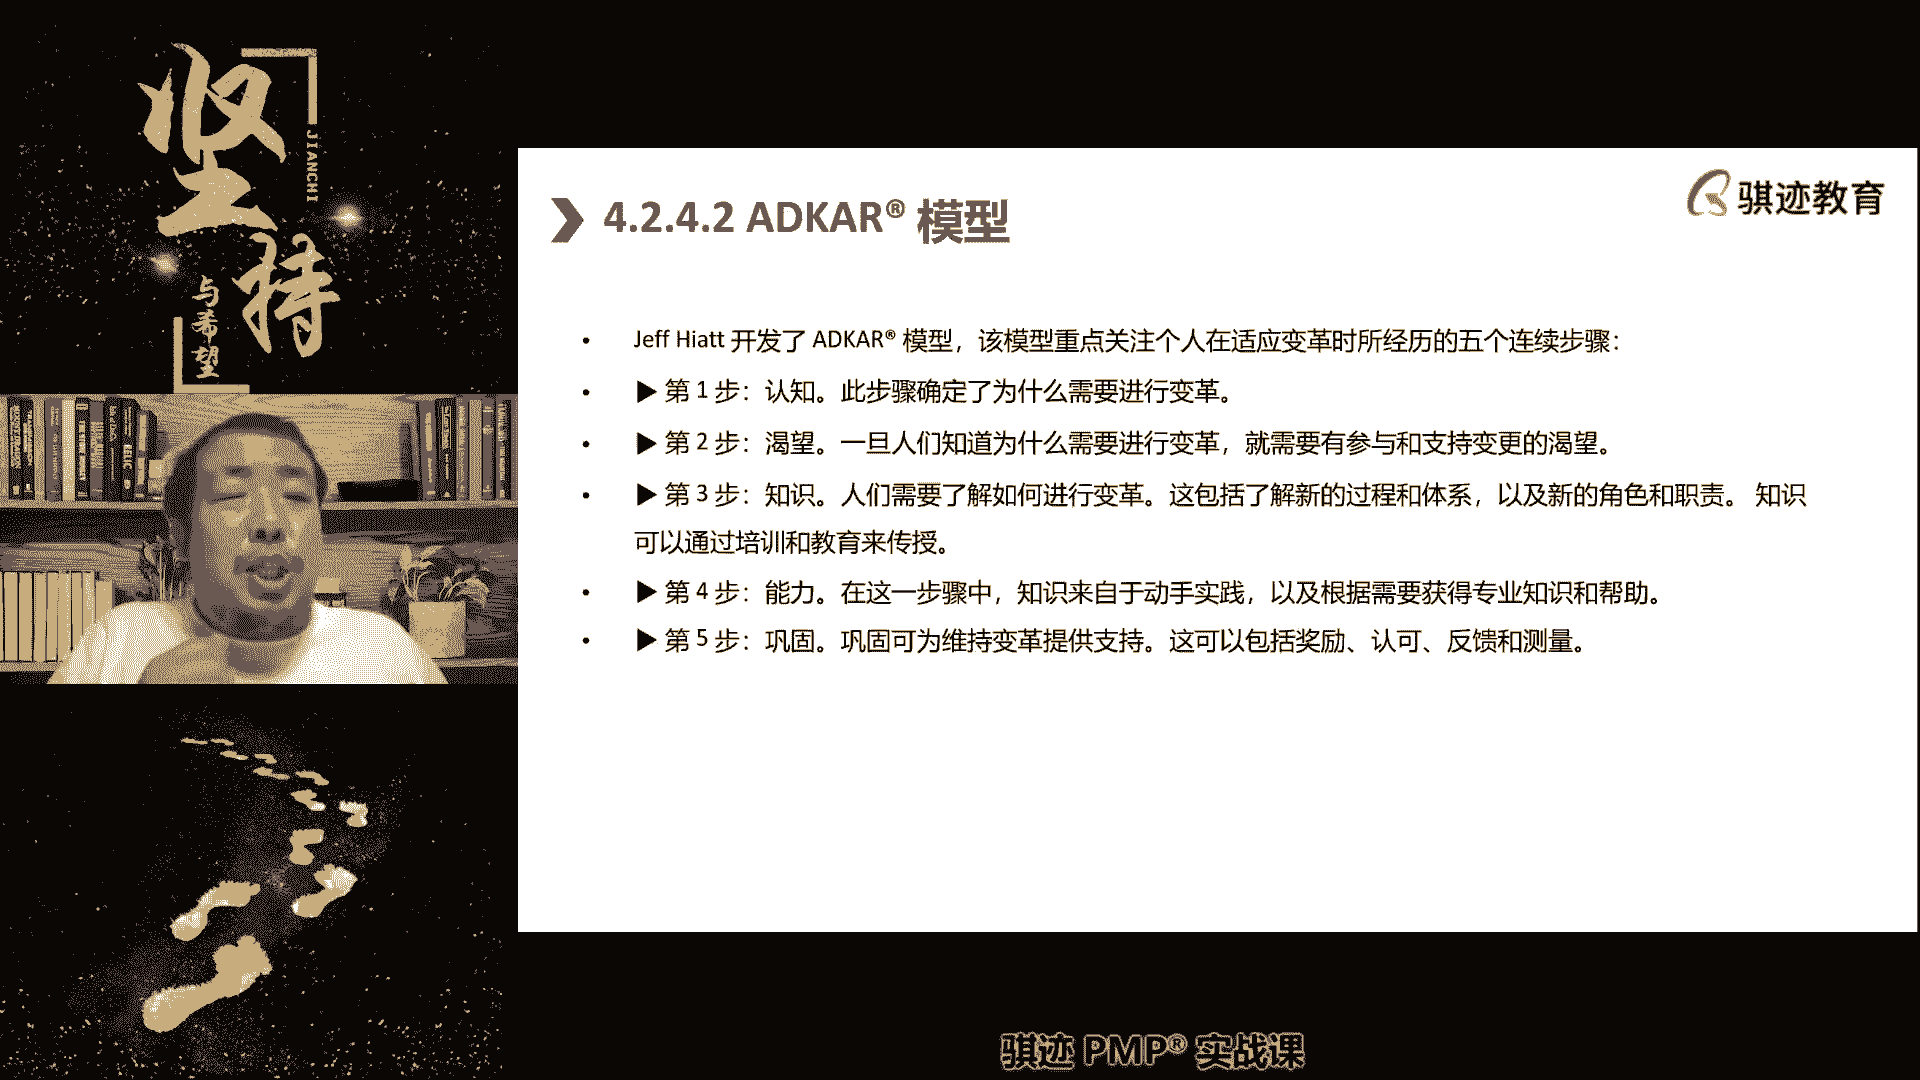 坚持
JIANCHI
与希望
骐迹教育
4.2.4.2 ADKAR® 模型
• Jeff Hiatt 开发了 ADKAR® 模型，该模型重点关注个人在适应变革时所经历的五个连续步骤：
• ▶ 第 1 步：认知。此步骤确定了为什么需要进行变革。
• ▶ 第 2 步：渴望。一旦人们知道为什么需要进行变革，就需要有参与和支持变更的渴望。
• ▶ 第 3 步：知识。人们需要了解如何进行变革。这包括了解新的过程和体系，以及新的角色和职责。 知识
可以通过培训和教育来传授。
• ▶ 第 4 步：能力。在这一步骤中，知识来自于动手实践，以及根据需要获得专业知识和帮助。
• ▶ 第 5 步：巩固。巩固可为维持变革提供支持。这可以包括奖励、认可、反馈和测量。
骐迹 PMP® 实战课